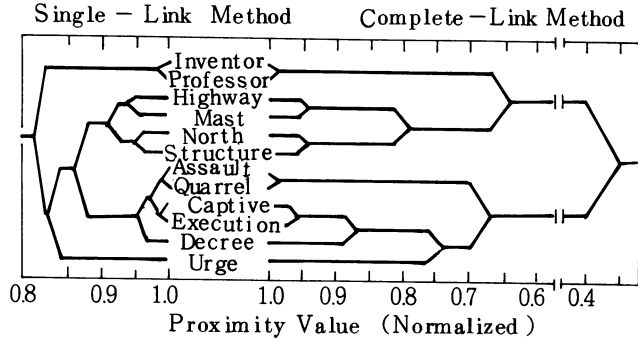 Single-Link Method Complete-Link Method
Inventor
Professor
Highway
Mast
North
Structure
Assault
Quarrel
Captive
Execution
Decree
Urge
0.8 0.9 1.0 1.0 0.9 0.8 0.7 0.6 0.4
Proximity Value (Normalized)